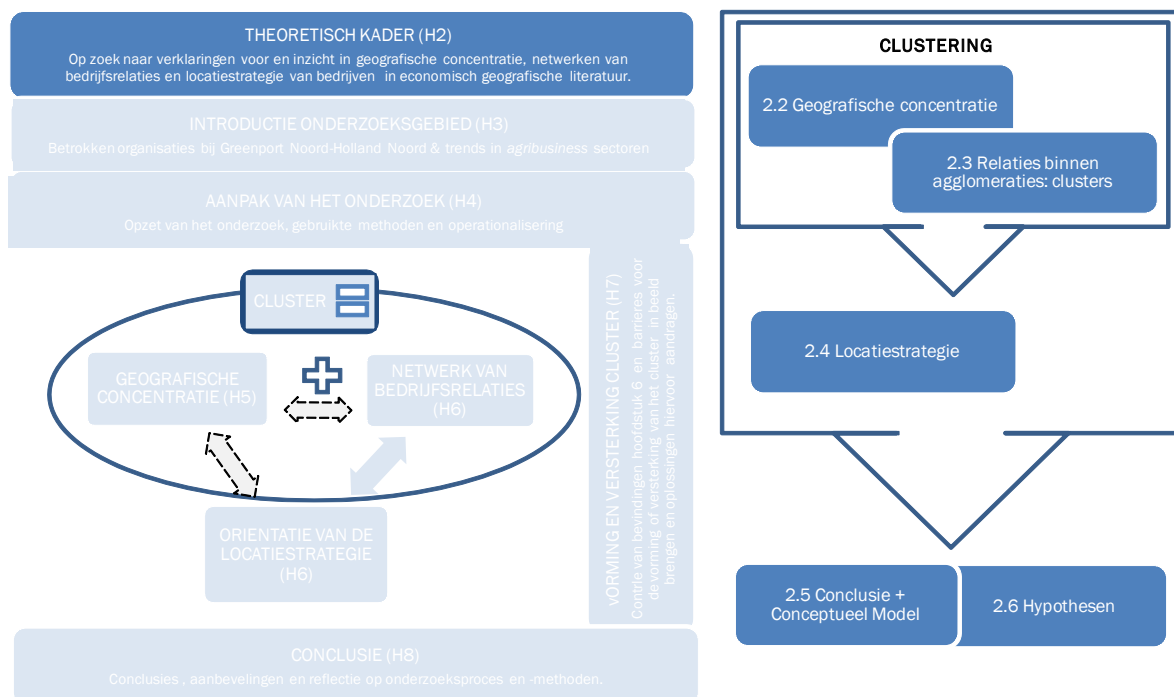 THEORETISCH KADER (H2)
Op zoek naar verklaringen voor en inzicht in geografische concentratie, netwerken van
bedrijfsrelaties en locatiestrategie van bedrijven in economisch geografische literatuur.
INTRODUCTIE ONDERZOEKSGEBIED (H3)
Betrokken organisaties bij Greenport Noord-Holland Noord & trends in agribusiness sectoren
AANPAK VAN HET ONDERZOEK (H4)
Opzet van het onderzoek, gebruikte methoden en operationalisering
CLUSTER
GEOGRAFISCHE
CONCENTRATIE (H5)
NETWERK VAN
BEDRIJFSRELATIES
(H6)
ORIENTATIE VAN DE
LOCATIESTRATEGIE
(H6)
vORMING EN VERSTERKING CLUSTER (H7)
Contrle van bevindingen hoofdstuk 6 en barrieres voor
devorming of versterking van het cluster in beeld
brengen en oplossingen hiervoor aandragen.
CONCLUSIE (H8)
Conclusies , aanbevelingen en reflectie op onderzoeksproces en -methoden.
CLUSTERING
2.2 Geografische concentratie
2.3 Relaties binnen
agglomeraties: clusters
2.4 Locatiestrategie
2.5 Conclusie +
Conceptueel Model
2.6 Hypothesen